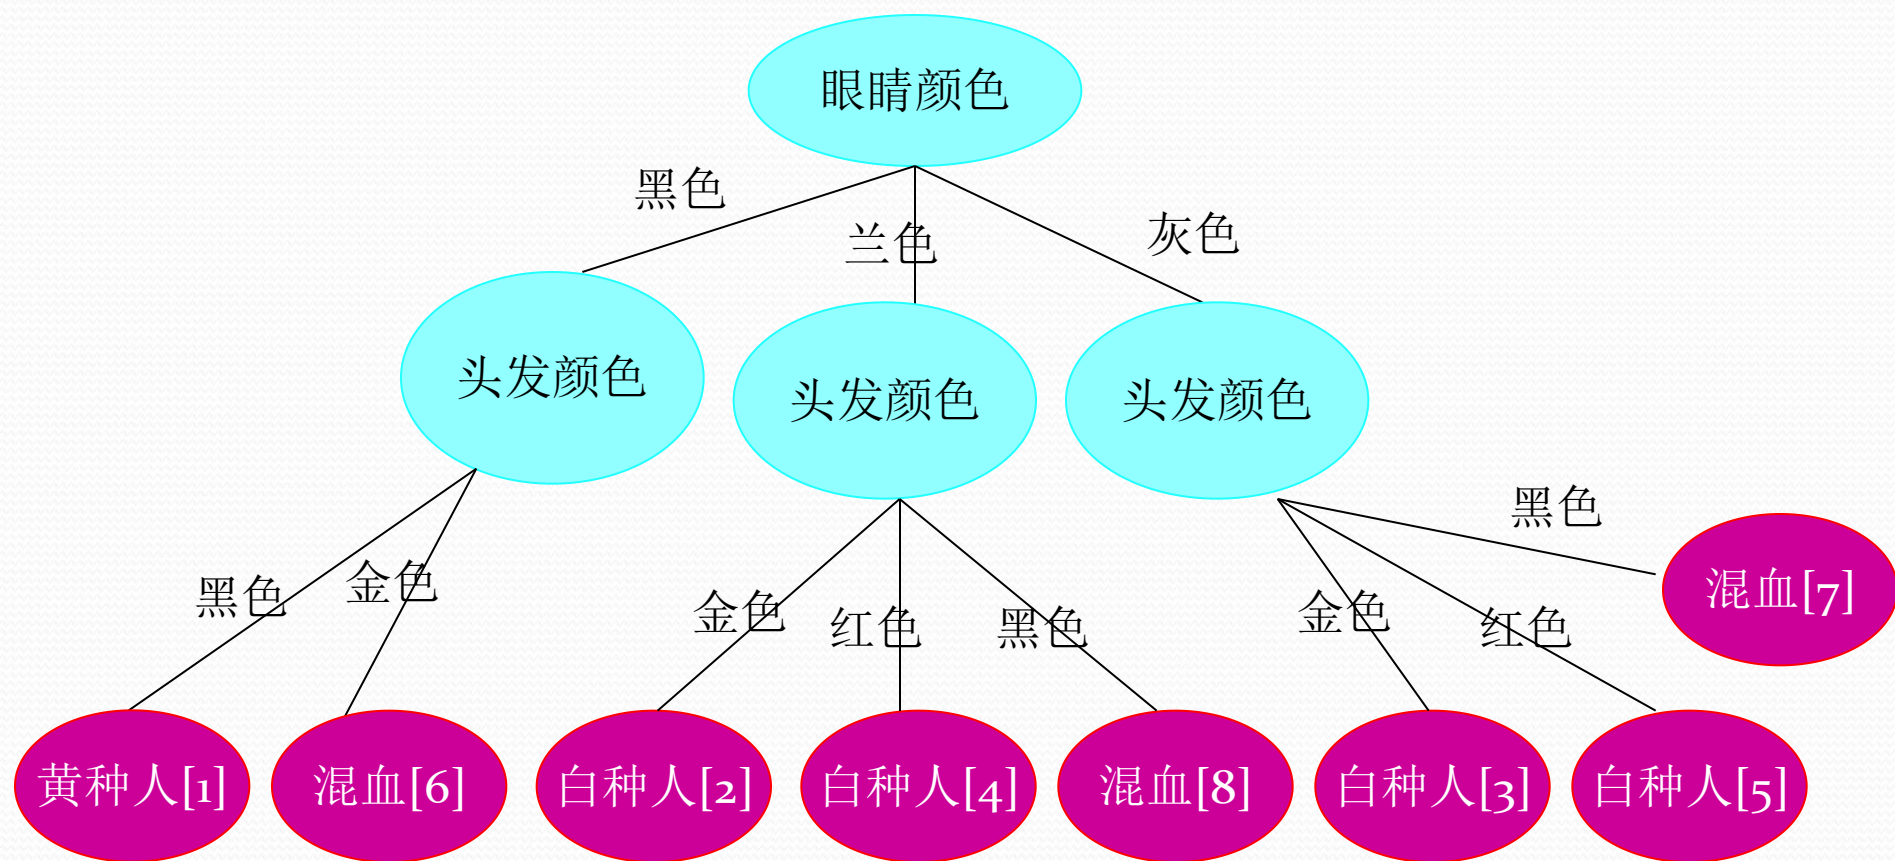 眼睛颜色
黑色
兰色
灰色
头发颜色
头发颜色
头发颜色
黑色
金色
金色
红色
黑色
金色
红色
黑色
混血[7]
黄种人[1]
混血[6]
白种人[2]
白种人[4]
混血[8]
白种人[3]
白种人[5]